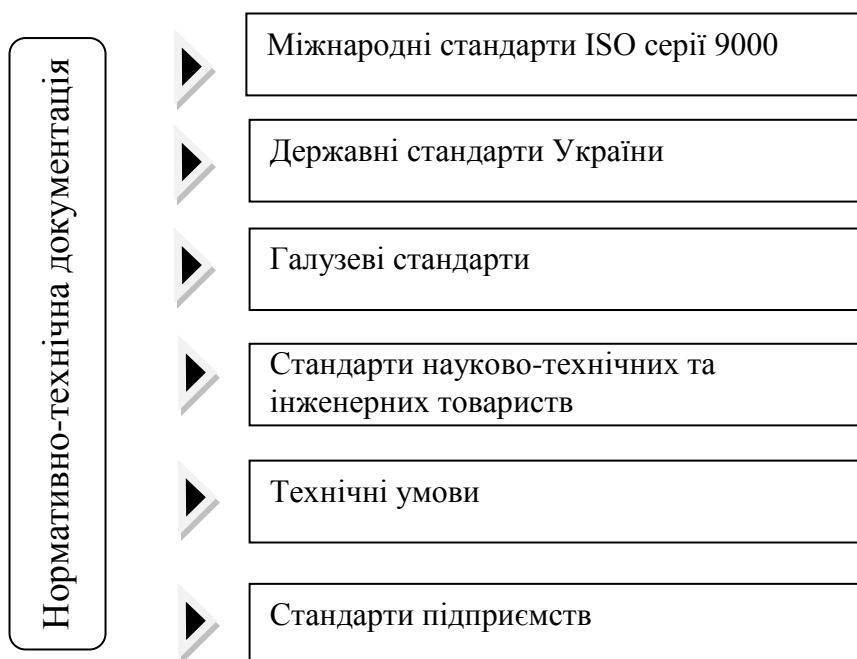 Нормативно-технічна документація
Міжнародні стандарти ISO серії 9000
Державні стандарти України
Галузеві стандарти
Стандарти науково-технічних та
інженерних товариств
Технічні умови
Стандарти підприємств